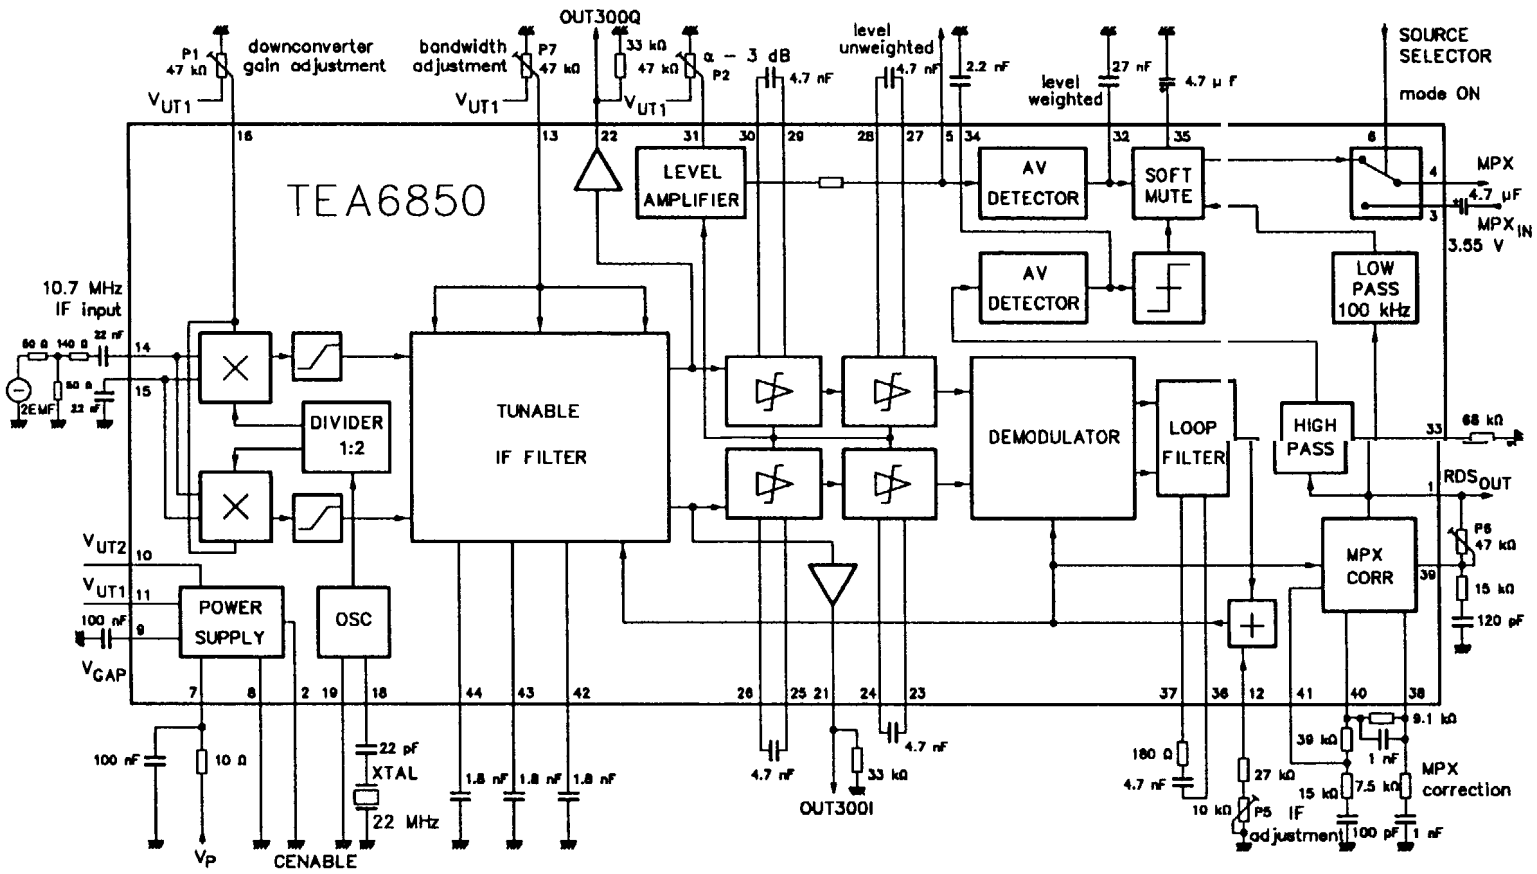 OUT300Q
P1
47 kΩ
downconverter
gain adjustment
VUT1
bandwidth
adjustment
P7
47 kΩ
VUT1
33 kΩ
47 kΩ
P2
α - 3 dB
VUT1
4.7 nF
4.7 nF
level
unweighted
2.2 nF
level
weighted
27 nF
4.7 µF
SOURCE
SELECTOR
mode ON
16
13
22
31
30
29
28
27
5
34
32
35
6
TEA6850
LEVEL
AMPLIFIER
AV
DETECTOR
SOFT
MUTE
4
MPX
4.7 µF
3
MPXIN
3.55 V
AV
DETECTOR
LOW
PASS
100 kHz
10.7 MHz
IF input
50 Ω
140 Ω
22 nF
14
15
50 Ω
22 nF
2EMF
DIVIDER
1:2
TUNABLE
IF FILTER
DEMODULATOR
LOOP
FILTER
HIGH
PASS
33
68 kΩ
1
RDSOUT
P6
47 kΩ
39
15 kΩ
120 pF
MPX
CORR
VUT2
10
VUT1
11
100 nF
9
VGAP
POWER
SUPPLY
OSC
7
8
2
19
18
44
43
42
26
25
21
24
23
37
36
12
41
40
38
100 nF
10 Ω
VP
CENABLE
22 pF
XTAL
22 MHz
1.8 nF
1.8 nF
1.8 nF
4.7 nF
33 kΩ
OUT300I
4.7 nF
180 Ω
4.7 nF
27 kΩ
10 kΩ
P5
IF
adjustment
39 kΩ
9.1 kΩ
1 nF
15 kΩ
7.5 kΩ
100 pF
1 nF
MPX
correction